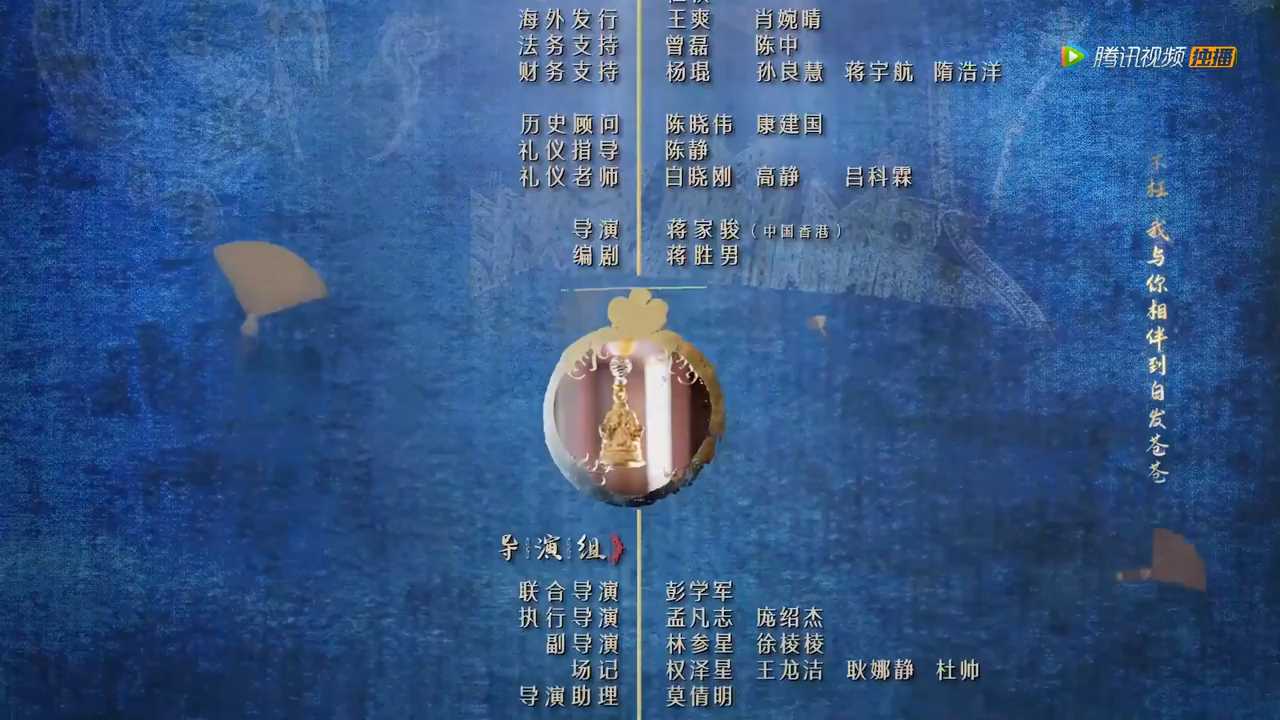 海外发行 王爽 肖婉晴
法务支持 曾磊 陈中
财务支持 杨琨 孙良慧 蒋宇航 隋浩洋
腾讯视频 独播
历史顾问 陈晓伟 康建国
礼仪指导 陈静
礼仪老师 白晓刚 高静 吕科霖
导演 蒋家骏（中国香港）
编剧 蒋胜男
不枉 我与你相伴到白发苍苍
导演组
联合导演 彭学军
执行导演 孟凡志 庞绍杰
副导演 林参星 徐棱棱
场记 权泽星 王龙洁 耿娜静 杜帅
导演助理 莫倩明